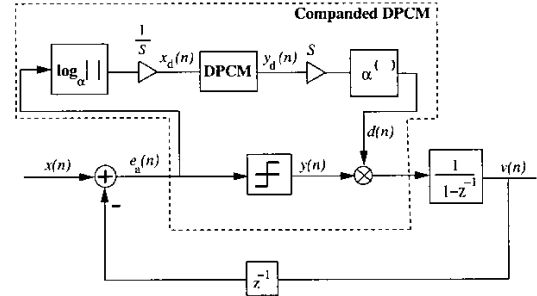 Companded DPCM
1
S
x_d(n)
y_d(n)
S
log_α | |
DPCM
α^( )
d(n)
x(n)
e_a(n)
y(n)
1
1-z^-1
v(n)
+
−
z^-1